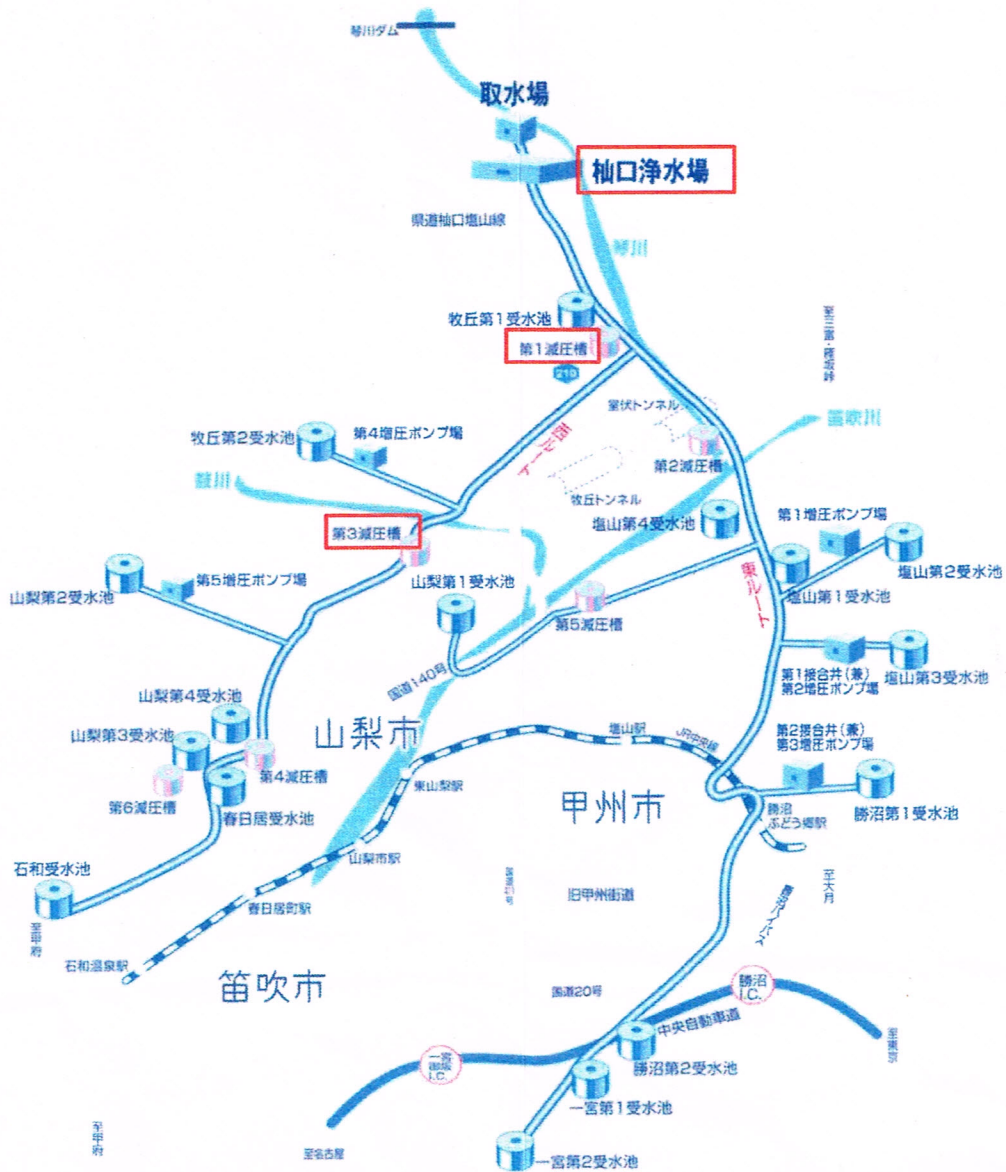 琴川ダム
取水場
杣口浄水場
県道杣口塩山線
琴川
牧丘第1受水池
第1減圧槽
210
至三富・雁坂峠
室伏トンネル
笛吹川
西ルート
第2減圧槽
牧丘第2受水池
第4増圧ポンプ場
鼓川
牧丘トンネル
塩山第4受水池
第1増圧ポンプ場
第3減圧槽
塩山第2受水池
山梨第1受水池
東ルート
塩山第1受水池
山梨第2受水池
第5増圧ポンプ場
第5減圧槽
国道140号
第1接合井(兼)
第2増圧ポンプ場
塩山第3受水池
山梨第4受水池
山梨市
塩山駅
JR中央線
山梨第3受水池
第2接合井(兼)
第3増圧ポンプ場
第4減圧槽
東山梨駅
第6減圧槽
春日居受水池
甲州市
勝沼
ぶどう郷駅
勝沼第1受水池
山梨市駅
石和受水池
至大月
旧甲州街道
勝沼バイパス
春日居町駅
至甲府
石和温泉駅
笛吹市
国道20号
勝沼
I.C.
中央自動車道
至東京
一宮
御坂
I.C.
勝沼第2受水池
一宮第1受水池
至甲府
至名古屋
一宮第2受水池